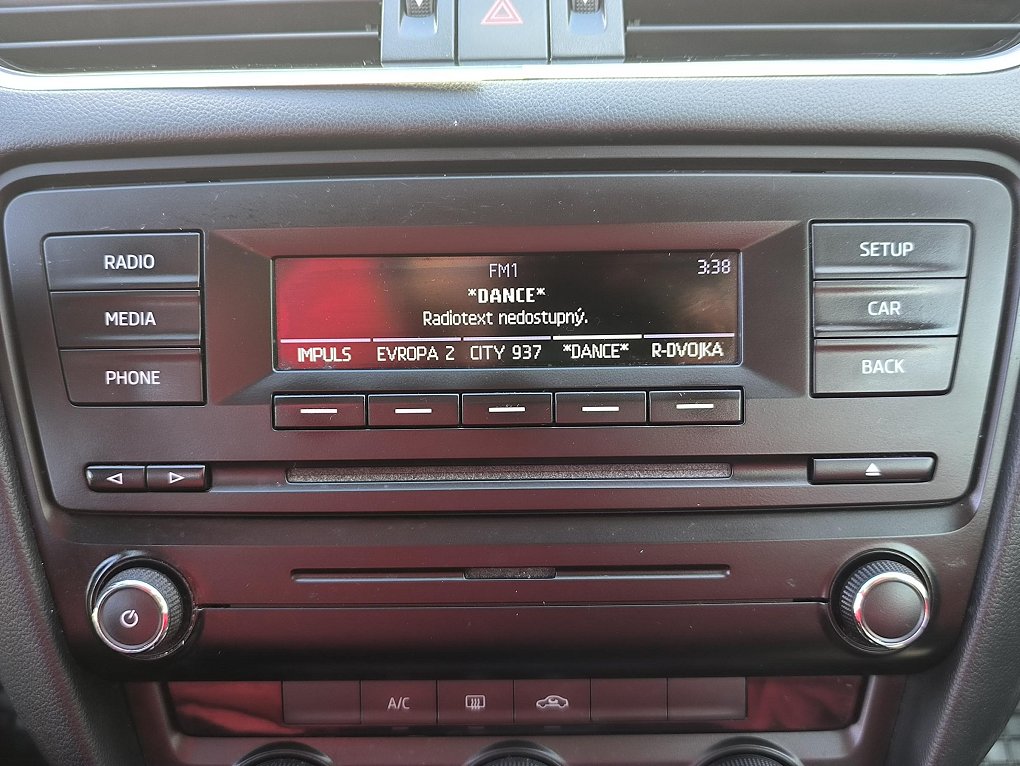 RADIO
MEDIA
PHONE
FM1
3:38
*DANCE*
Radiotext nedostupný.
IMPULS EVROPA 2 CITY 937 *DANCE* R-DVOJKA
SETUP
CAR
BACK
A/C